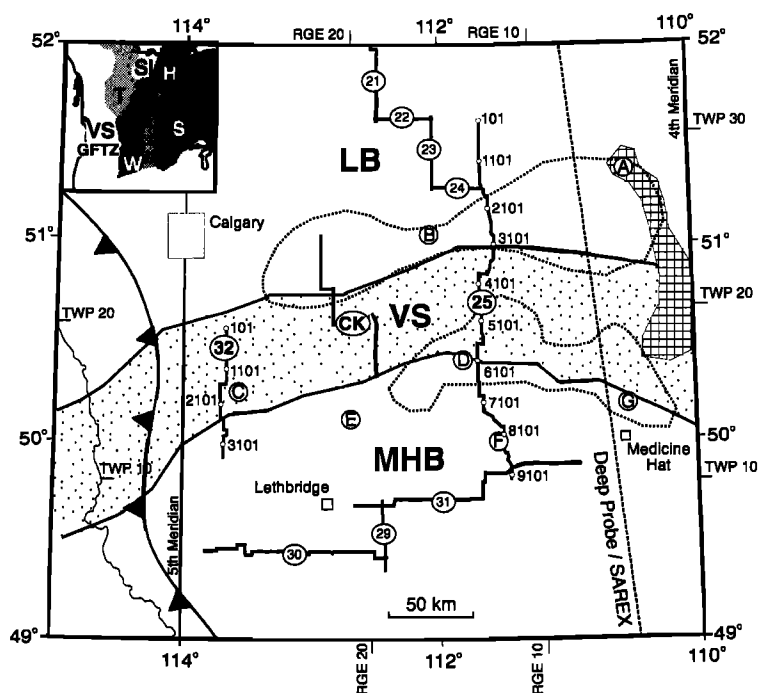 114° RGE 20 112° RGE 10 110°
52° 52°
4th Meridian
SI H
T
VS S
GFTZ
W
21
22
23
24
101
TWP 30
1101
A
LB
2101
Calgary
B
51° 51°
3101
4101
TWP 20 TWP 20
25
VS
CK
101
5101
32
D
1101
6101
C
2101
7101
G
E
50° 50°
3101
8101
F
MHB
Medicine
Hat
TWP 10 TWP 10
9101
Lethbridge
31
29
30
5th Meridian
Deep Probe / SAREX
50 km
49° 49°
114° RGE 20 112° RGE 10 110°